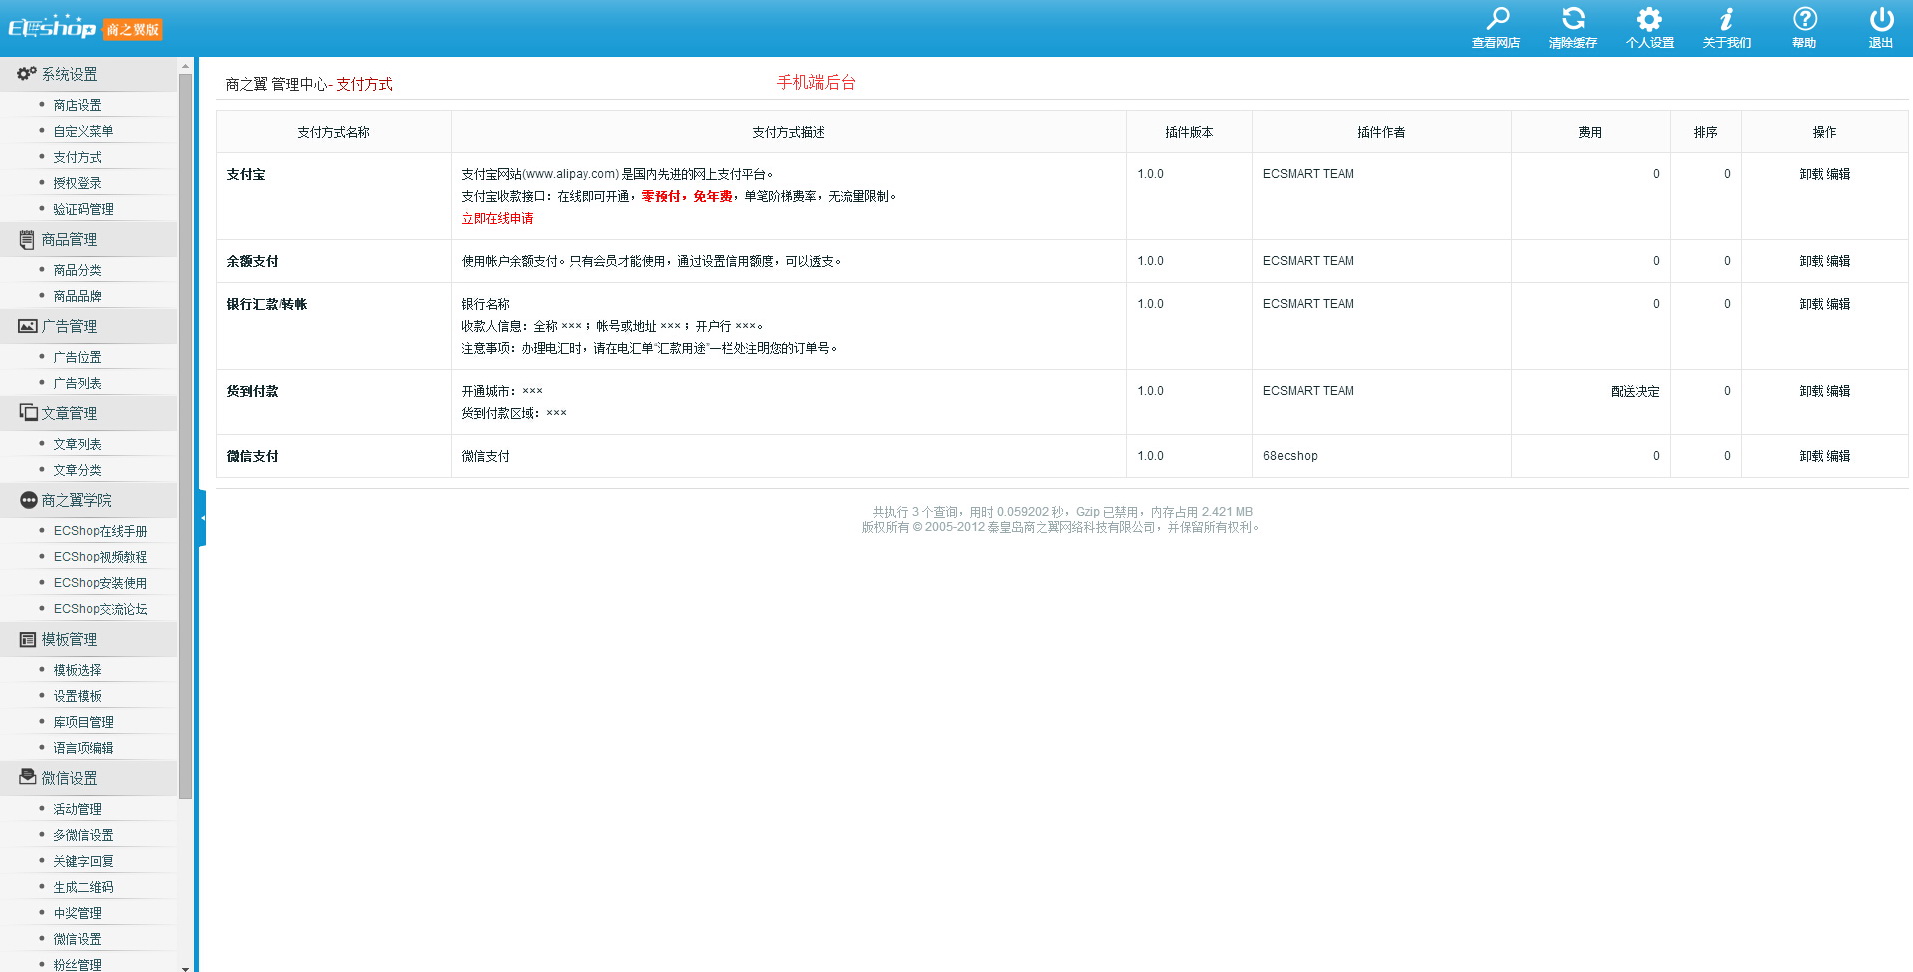 ECshop 商之翼版
查看网店 清除缓存 个人设置 关于我们 帮助 退出
系统设置
商店设置
自定义菜单
支付方式
授权登录
验证码管理
商品管理
商品分类
商品品牌
广告管理
广告位置
广告列表
文章管理
文章列表
文章分类
商之翼学院
ECShop在线手册
ECShop视频教程
ECShop安装使用
ECShop交流论坛
模板管理
模板选择
设置模板
库项目管理
语言项编辑
微信设置
活动管理
多微信设置
关键字回复
生成二维码
中奖管理
微信设置
粉丝管理
商之翼 管理中心- 支付方式
手机端后台
支付方式名称 支付方式描述 插件版本 插件作者 费用 排序 操作
支付宝 支付宝网站(www.alipay.com) 是国内先进的网上支付平台。 1.0.0 ECSMART TEAM 0 0 卸载 编辑
支付宝收款接口：在线即可开通，零预付，免年费，单笔阶梯费率，无流量限制。
立即在线申请
余额支付 使用帐户余额支付。只有会员才能使用，通过设置信用额度，可以透支。 1.0.0 ECSMART TEAM 0 0 卸载 编辑
银行汇款/转帐 银行名称 1.0.0 ECSMART TEAM 0 0 卸载 编辑
收款人信息：全称 ××× ；帐号或地址 ××× ；开户行 ×××。
注意事项：办理电汇时，请在电汇单“汇款用途”一栏处注明您的订单号。
货到付款 开通城市：××× 1.0.0 ECSMART TEAM 配送决定 0 卸载 编辑
货到付款区域：×××
微信支付 微信支付 1.0.0 68ecshop 0 0 卸载 编辑
共执行 3 个查询，用时 0.059202 秒，Gzip 已禁用，内存占用 2.421 MB
版权所有 © 2005-2012 秦皇岛商之翼网络科技有限公司，并保留所有权利。